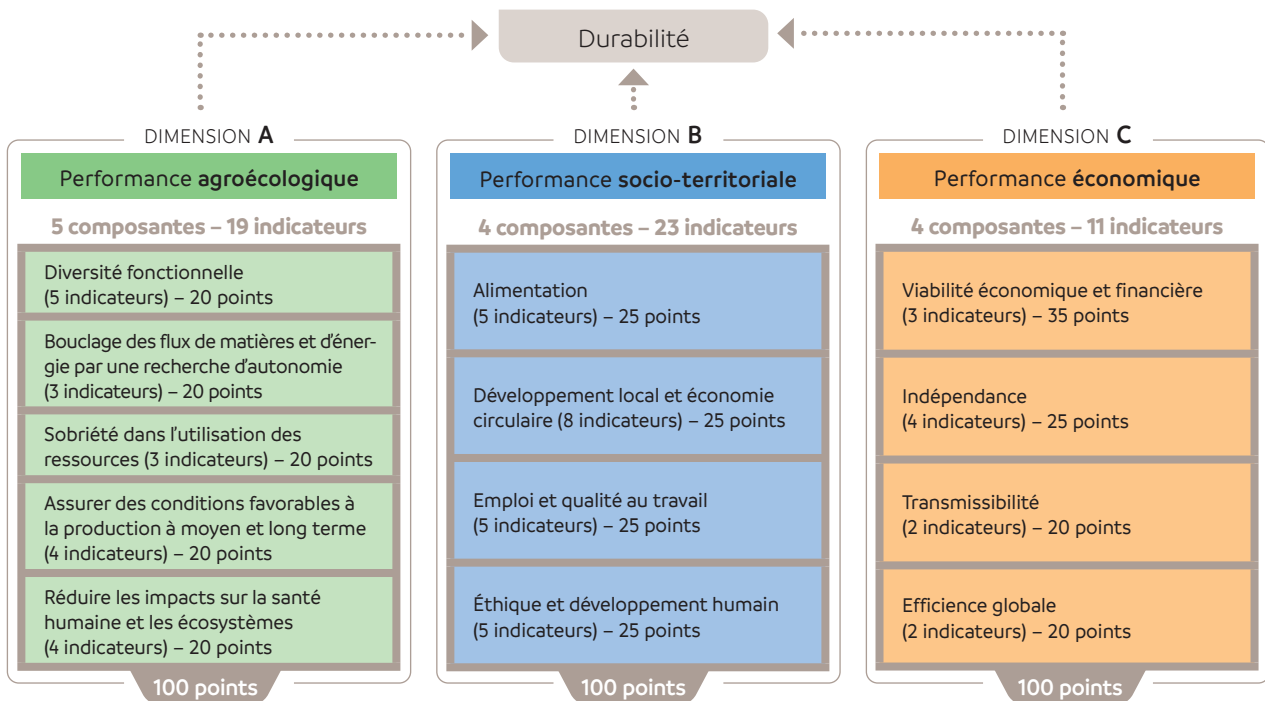 Durabilité
DIMENSION A
Performance agroécologique
5 composantes – 19 indicateurs
Diversité fonctionnelle
(5 indicateurs) – 20 points
Bouclage des flux de matières et d'éner-
gie par une recherche d'autonomie
(3 indicateurs) – 20 points
Sobriété dans l'utilisation des
ressources (3 indicateurs) – 20 points
Assurer des conditions favorables à
la production à moyen et long terme
(4 indicateurs) – 20 points
Réduire les impacts sur la santé
humaine et les écosystèmes
(4 indicateurs) – 20 points
100 points
DIMENSION B
Performance socio-territoriale
4 composantes – 23 indicateurs
Alimentation
(5 indicateurs) – 25 points
Développement local et économie
circulaire (8 indicateurs) – 25 points
Emploi et qualité au travail
(5 indicateurs) – 25 points
Éthique et développement humain
(5 indicateurs) – 25 points
100 points
DIMENSION C
Performance économique
4 composantes – 11 indicateurs
Viabilité économique et financière
(3 indicateurs) – 35 points
Indépendance
(4 indicateurs) – 25 points
Transmissibilité
(2 indicateurs) – 20 points
Efficience globale
(2 indicateurs) – 20 points
100 points